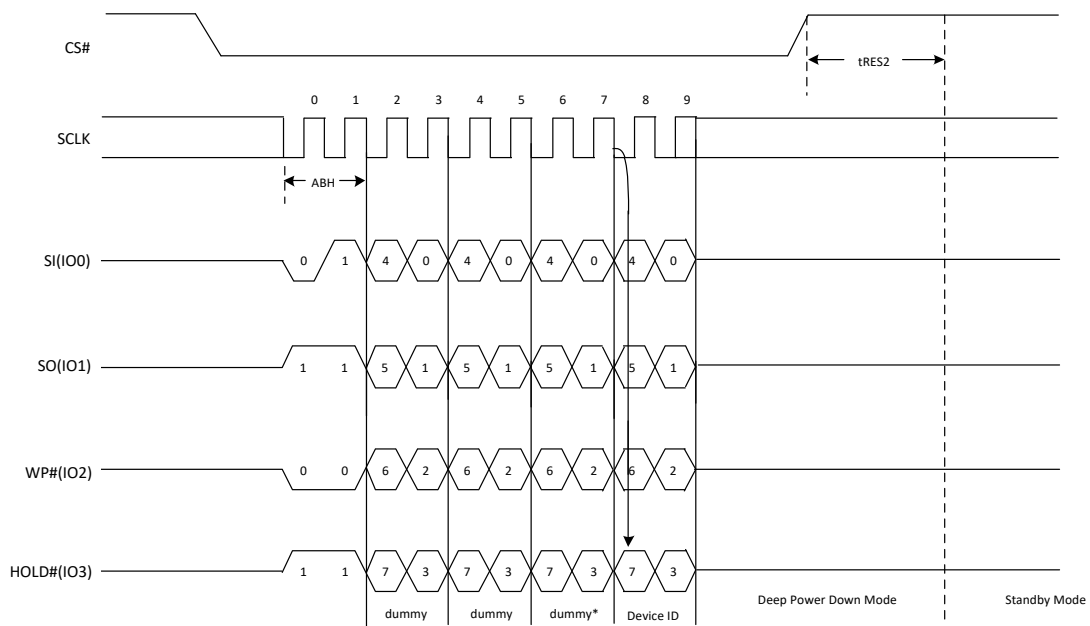 CS#
tRES2
0 1 2 3 4 5 6 7 8 9
SCLK
ABH
SI(IO0) 0 1 4 0 4 0 4 0 4 0
SO(IO1) 1 1 5 1 5 1 5 1 5 1
WP#(IO2) 0 0 6 2 6 2 6 2 6 2
HOLD#(IO3) 1 1 7 3 7 3 7 3 7 3
dummy dummy dummy* Device ID Deep Power Down Mode Standby Mode